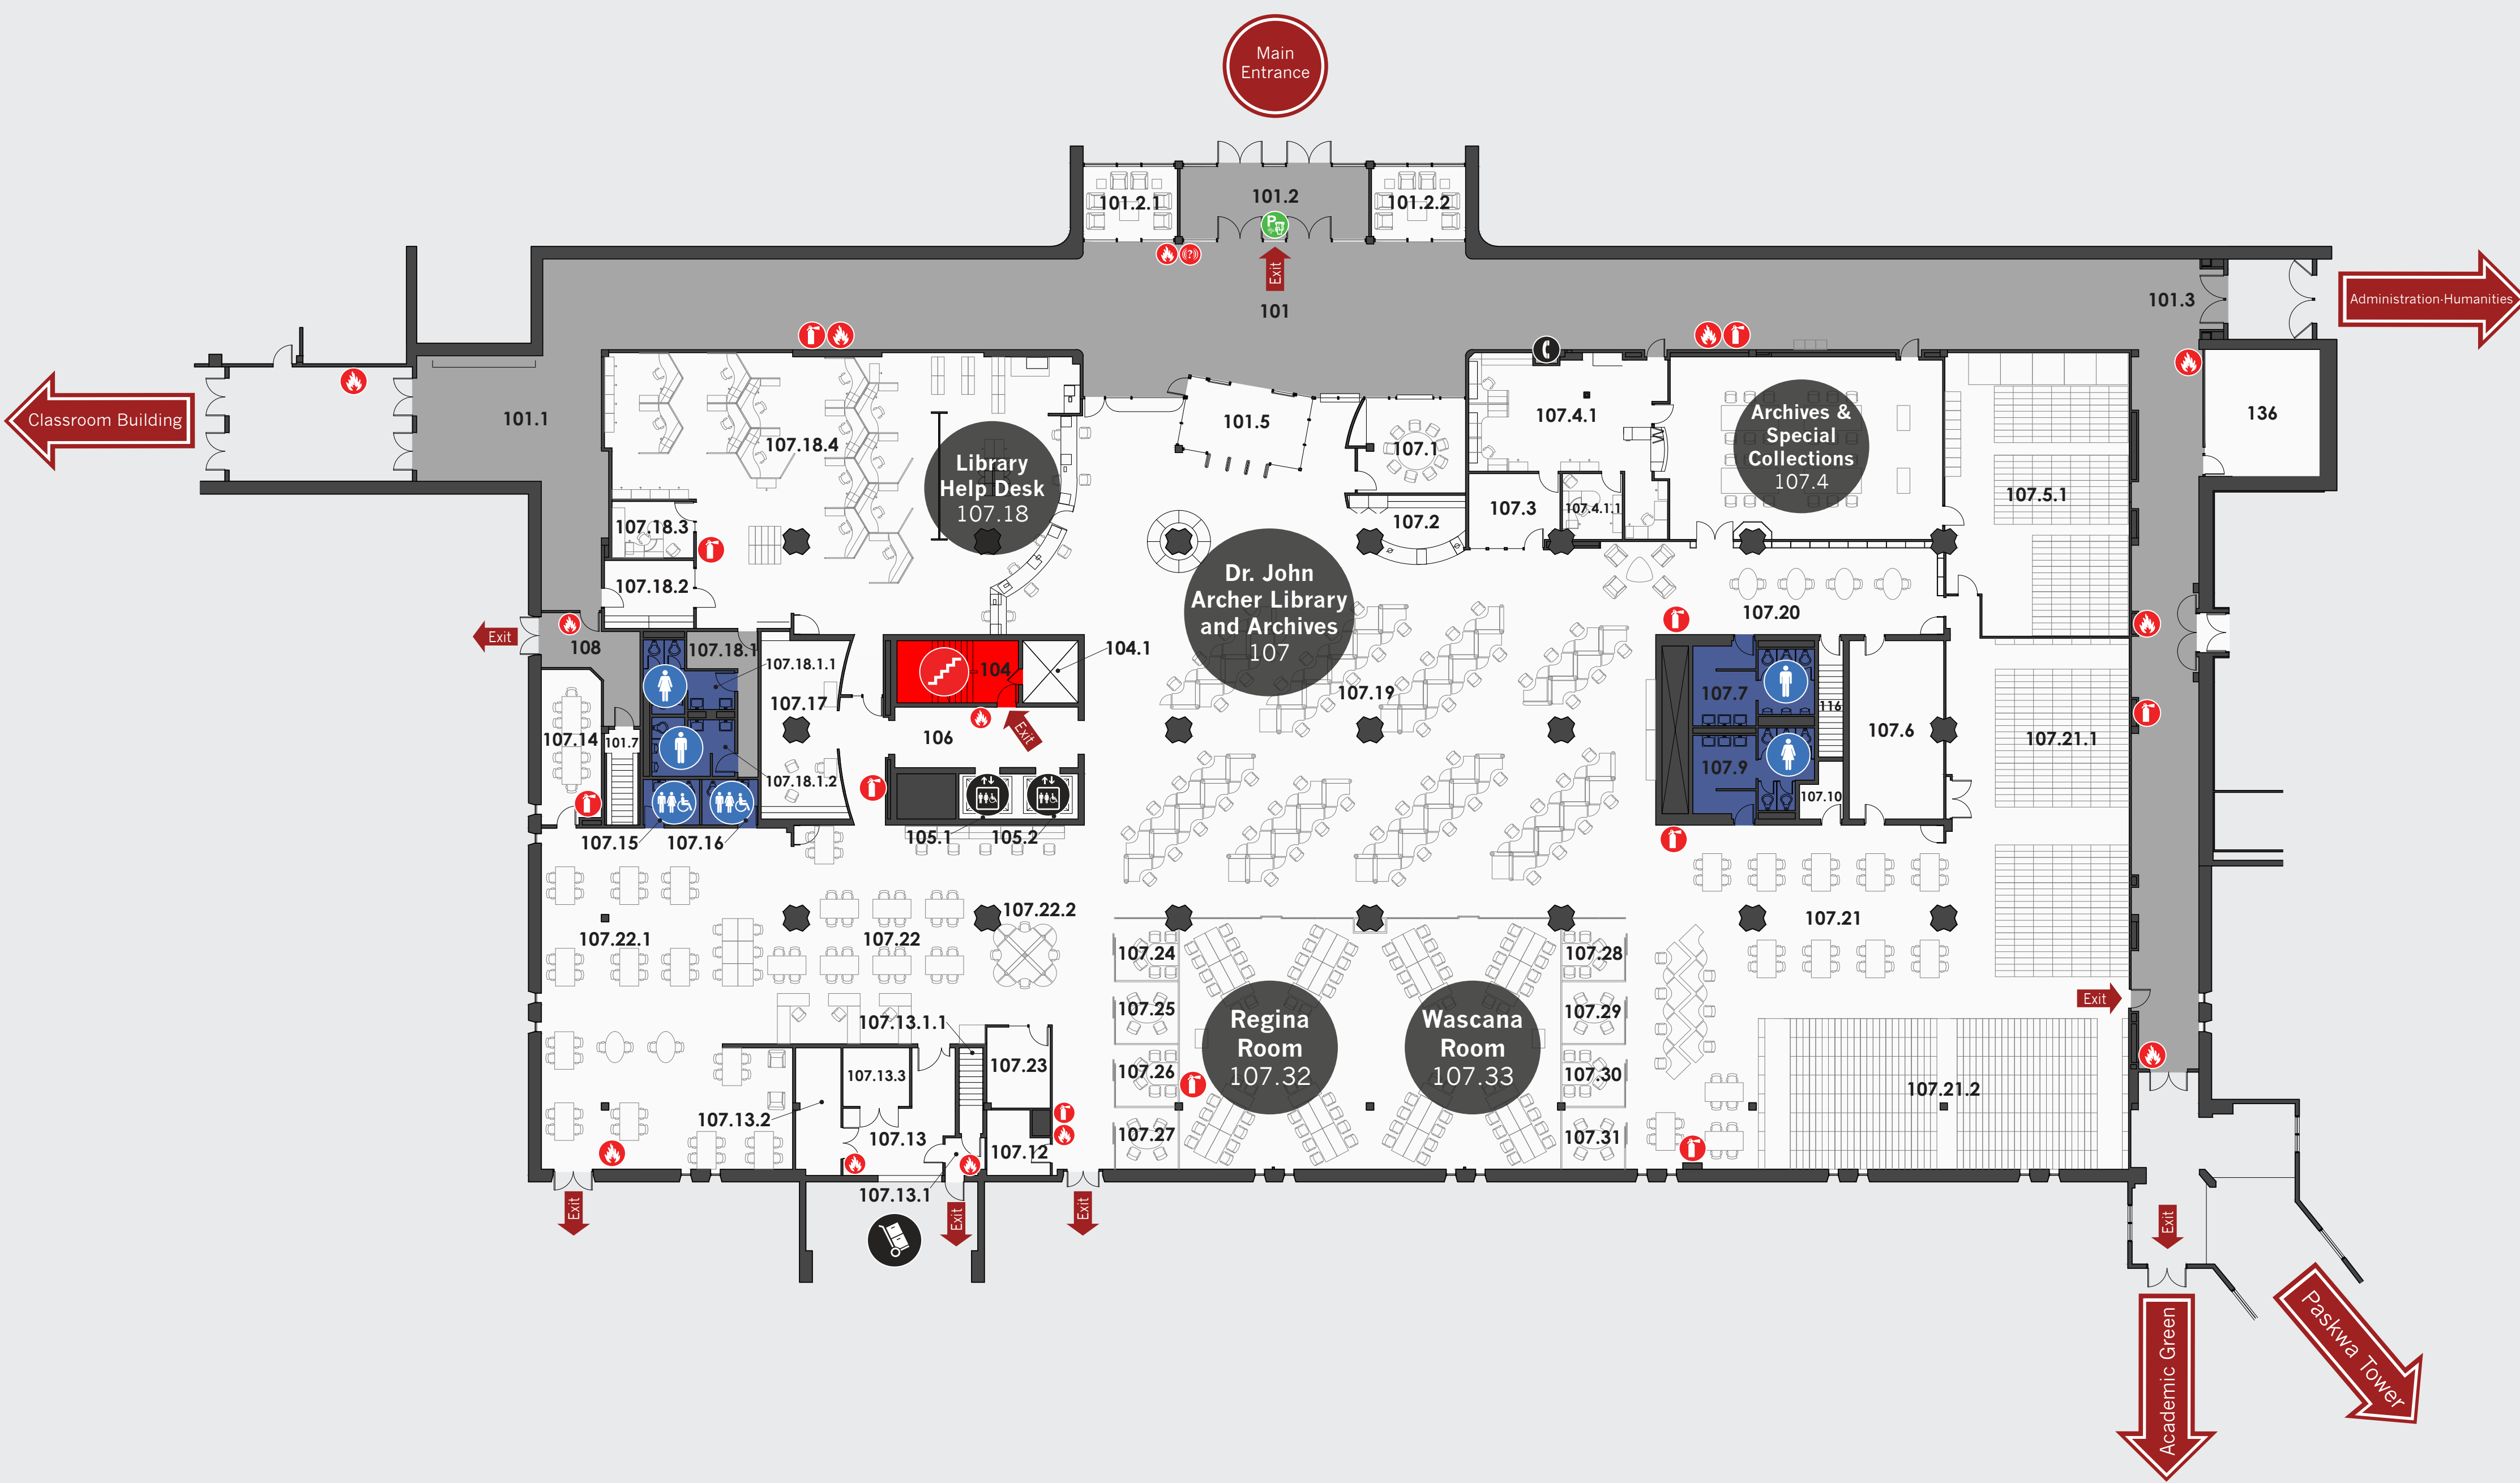 Main
Entrance
101.2.1
101.2
101.2.2
P
(?)
Exit
101
101.3
Administration-Humanities
Classroom Building
101.1
107.18.4
Library
Help Desk
107.18
101.5
107.1
107.2
107.4.1
107.3
107.4.1.1
Archives &
Special
Collections
107.4
107.5.1
136
107.18.3
107.18.2
Dr. John
Archer Library
and Archives
107
107.20
Exit
108
107.18.1
107.18.1.1
107.17
104
104.1
107.19
107.7
116
107.6
107.14
101.7
107.18.1.2
106
Exit
107.9
107.10
107.21.1
107.15
107.16
105.1
105.2
107.22.1
107.22
107.22.2
107.21
107.24
107.25
107.26
107.27
Regina
Room
107.32
Wascana
Room
107.33
107.28
107.29
107.30
107.31
Exit
107.21.2
107.13.1.1
107.23
107.13.3
107.13.2
107.13
107.12
107.13.1
Exit
Exit
Exit
Exit
Academic Green
Paskwa Tower